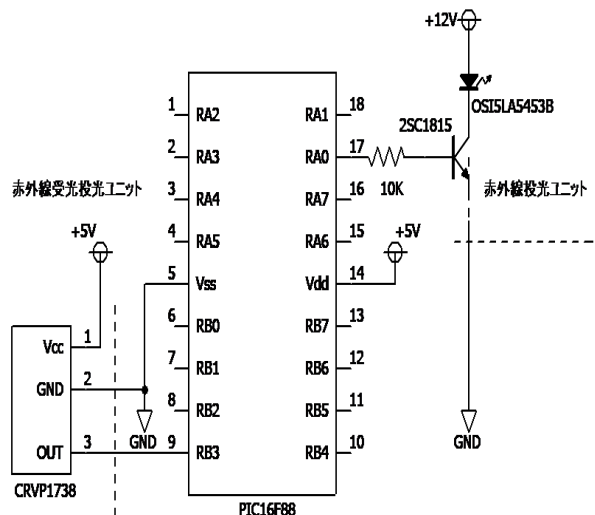 +12V
OSI5LA5453B
2SC1815
1 RA2
RA1 18
2 RA3
RA0 17
10K
3 RA4
RA7 16
赤外線受光投光ユニット
赤外線投光ユニット
+5V
4 RA5
RA6 15
+5V
5 Vss
Vdd 14
6 RB0
RB7 13
Vcc 1
7 RB1
RB6 12
GND 2
8 RB2
RB5 11
GND
GND
OUT 3
9 RB3
RB4 10
CRVP1738
PIC16F88